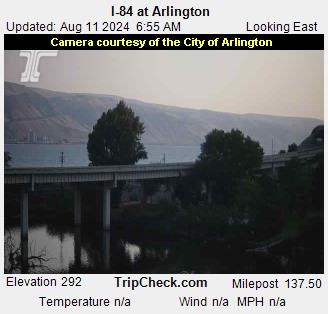 I-84 at Arlington
Updated: Aug 11 2024 6:55 AM Looking East
Camera courtesy of the City of Arlington
Elevation 292 TripCheck.com Milepost 137.50
Temperature n/a Wind n/a MPH n/a